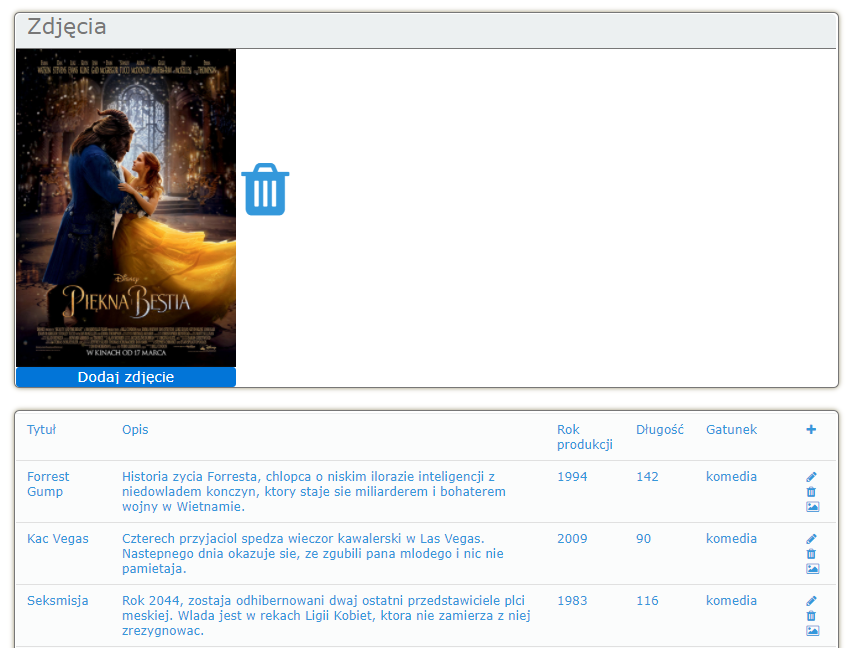 Zdjęcia
Disney
PIĘKNA BESTIA
W KINACH OD 17 MARCA
Dodaj zdjęcie
Tytuł Opis Rok produkcji Długość Gatunek
Forrest Gump Historia zycia Forresta, chlopca o niskim ilorazie inteligencji z 1994 142 komedia
niedowladem konczyn, ktory staje sie miliarderem i bohaterem
wojny w Wietnamie.
Kac Vegas Czterech przyjaciol spedza wieczor kawalerski w Las Vegas. 2009 90 komedia
Nastepnego dnia okazuje sie, ze zgubili pana mlodego i nic nie
pamietaja.
Seksmisja Rok 2044, zostaja odhibernowani dwaj ostatni przedstawiciele plci 1983 116 komedia
meskiej. Wlada jest w rekach Ligii Kobiet, ktora nie zamierza z niej
zrezygnowac.